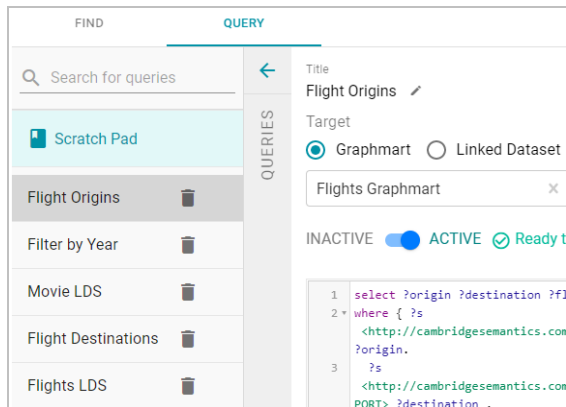 FIND
QUERY
Search for queries
Scratch Pad
Flight Origins
Filter by Year
Movie LDS
Flight Destinations
Flights LDS
QUERIES
Title
Flight Origins
Target
Graphmart
Linked Dataset
Flights Graphmart
INACTIVE
ACTIVE
Ready t
1 select ?origin ?destination ?fl
2 where { ?s
<http://cambridgesemantics.com
?origin.
3 ?s
<http://cambridgesemantics.com
PORT> ?destination .